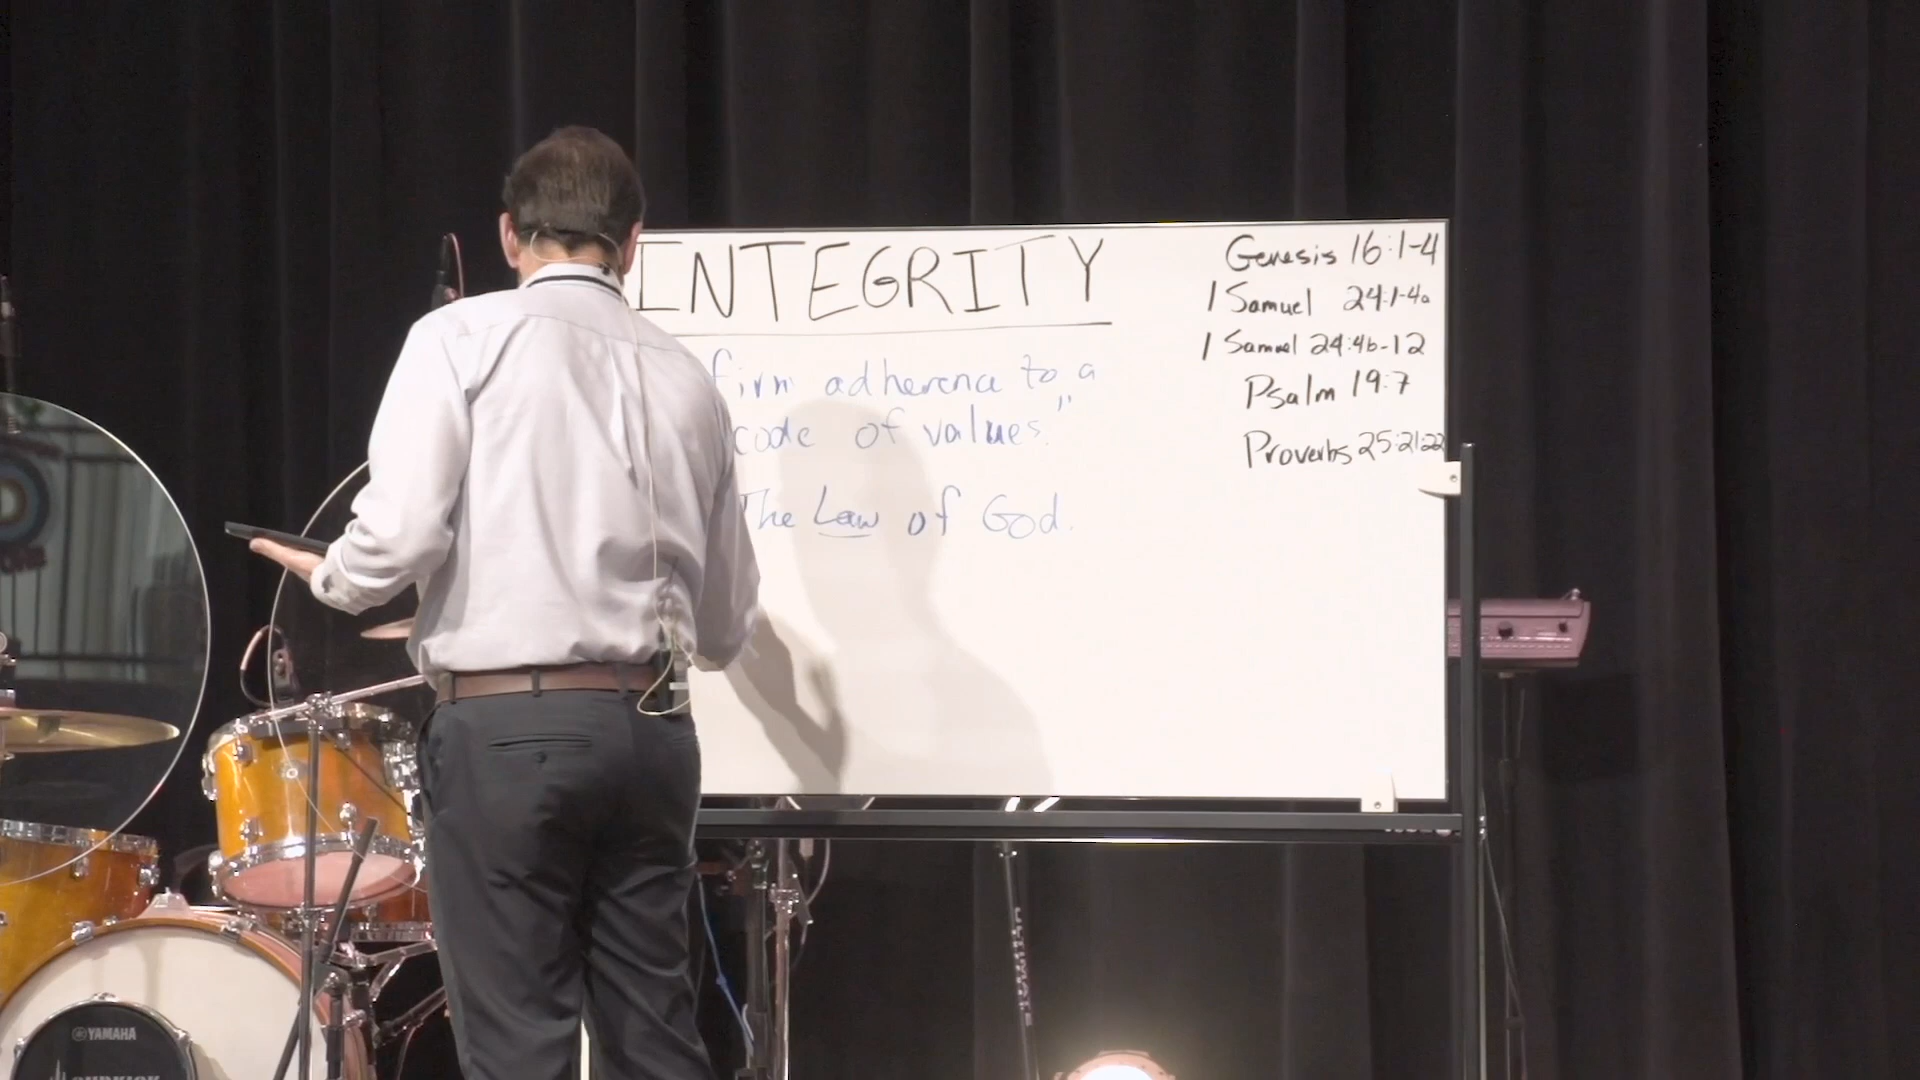 INTEGRITY
firm adherence to a
code of values."
The Law of God.
Genesis 16:1-4
1 Samuel 24:1-4a
1 Samuel 24:4b-12
Psalm 19:7
Proverbs 25:21-22
YAMAHA